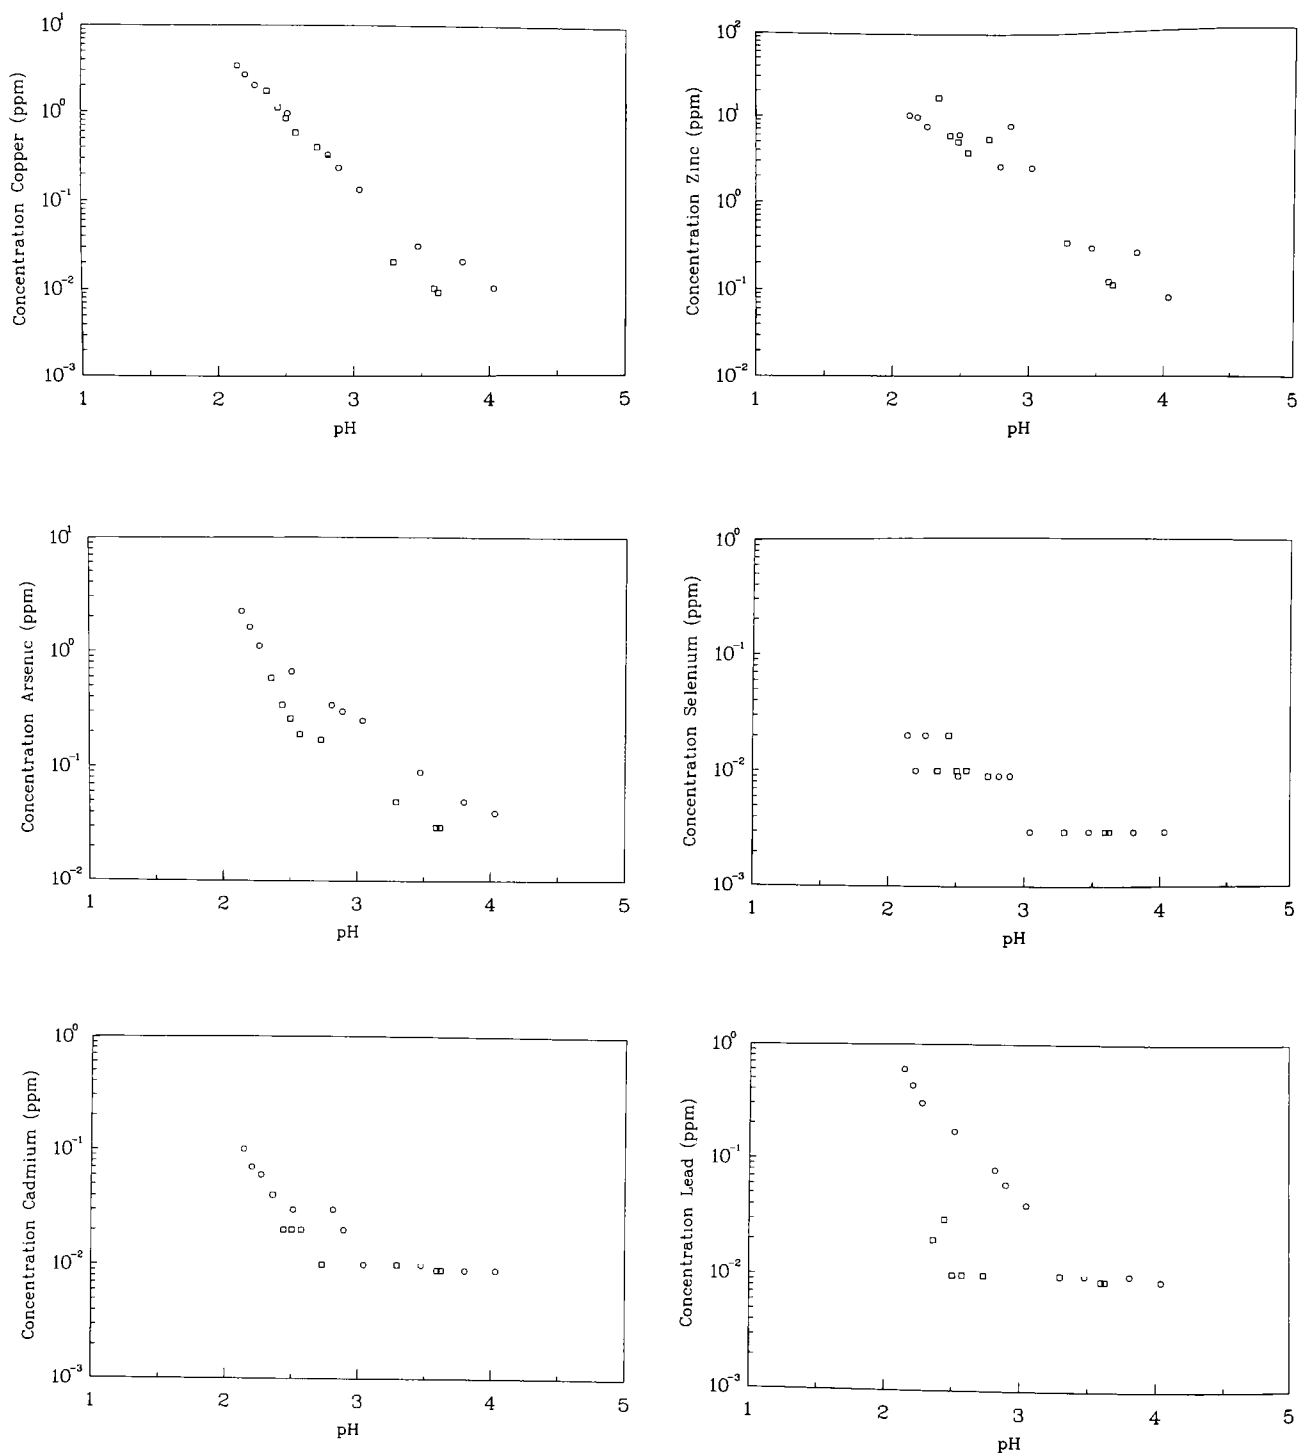 Concentration Copper (ppm)
10¹
10⁰
10⁻¹
10⁻²
10⁻³
1 2 3 4 5
pH
Concentration Zinc (ppm)
10²
10¹
10⁰
10⁻¹
10⁻²
1 2 3 4 5
pH
Concentration Arsenic (ppm)
10¹
10⁰
10⁻¹
10⁻²
1 2 3 4 5
pH
Concentration Selenium (ppm)
10⁰
10⁻¹
10⁻²
10⁻³
1 2 3 4 5
pH
Concentration Cadmium (ppm)
10⁰
10⁻¹
10⁻²
10⁻³
1 2 3 4 5
pH
Concentration Lead (ppm)
10⁰
10⁻¹
10⁻²
10⁻³
1 2 3 4 5
pH